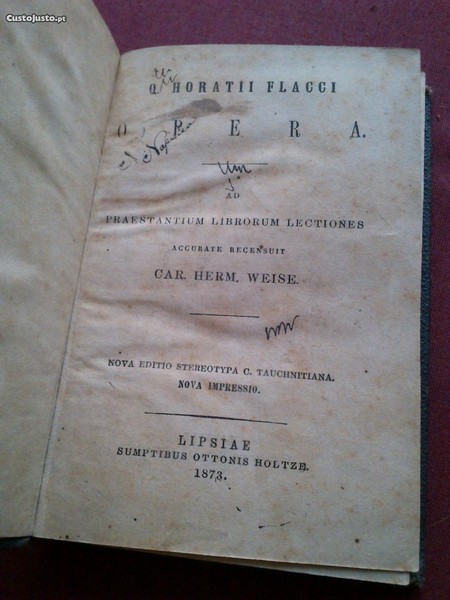 CustoJusto.pt
Q HORATII FLACCI
OPERA.
AD
PRAESTANTIUM LIBRORUM LECTIONES
ACCURATE RECENSUIT
CAR. HERM. WEISE.
NOVA EDITIO STEREOTYPA C. TAUCHNITIANA.
NOVA IMPRESSIO.
LIPSIAE
SUMPTIBUS OTTONIS HOLTZE.
1873.